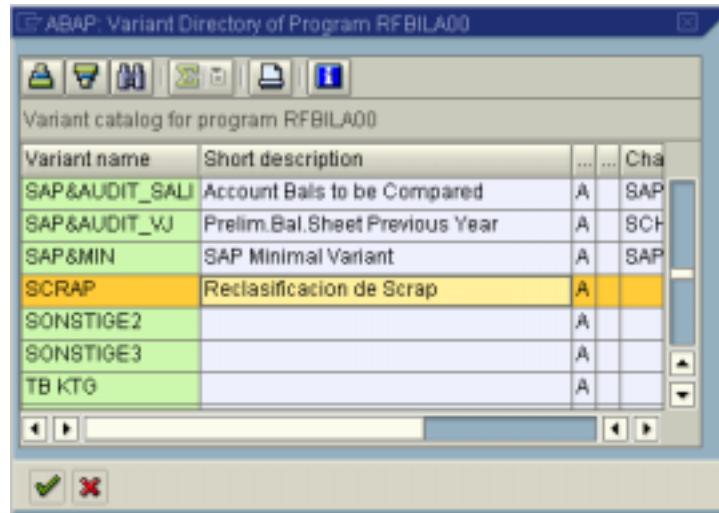 ABAP: Variant Directory of Program RFBILA00
Variant catalog for program RFBILA00
Variant name Short description ... ... Cha
SAP&AUDIT_SALI Account Bals to be Compared A SAP
SAP&AUDIT_VJ Prelim.Bal.Sheet Previous Year A SCH
SAP&MIN SAP Minimal Variant A SAP
SCRAP Reclasificacion de Scrap A
SONSTIGE2 A
SONSTIGE3 A
TB KTG A